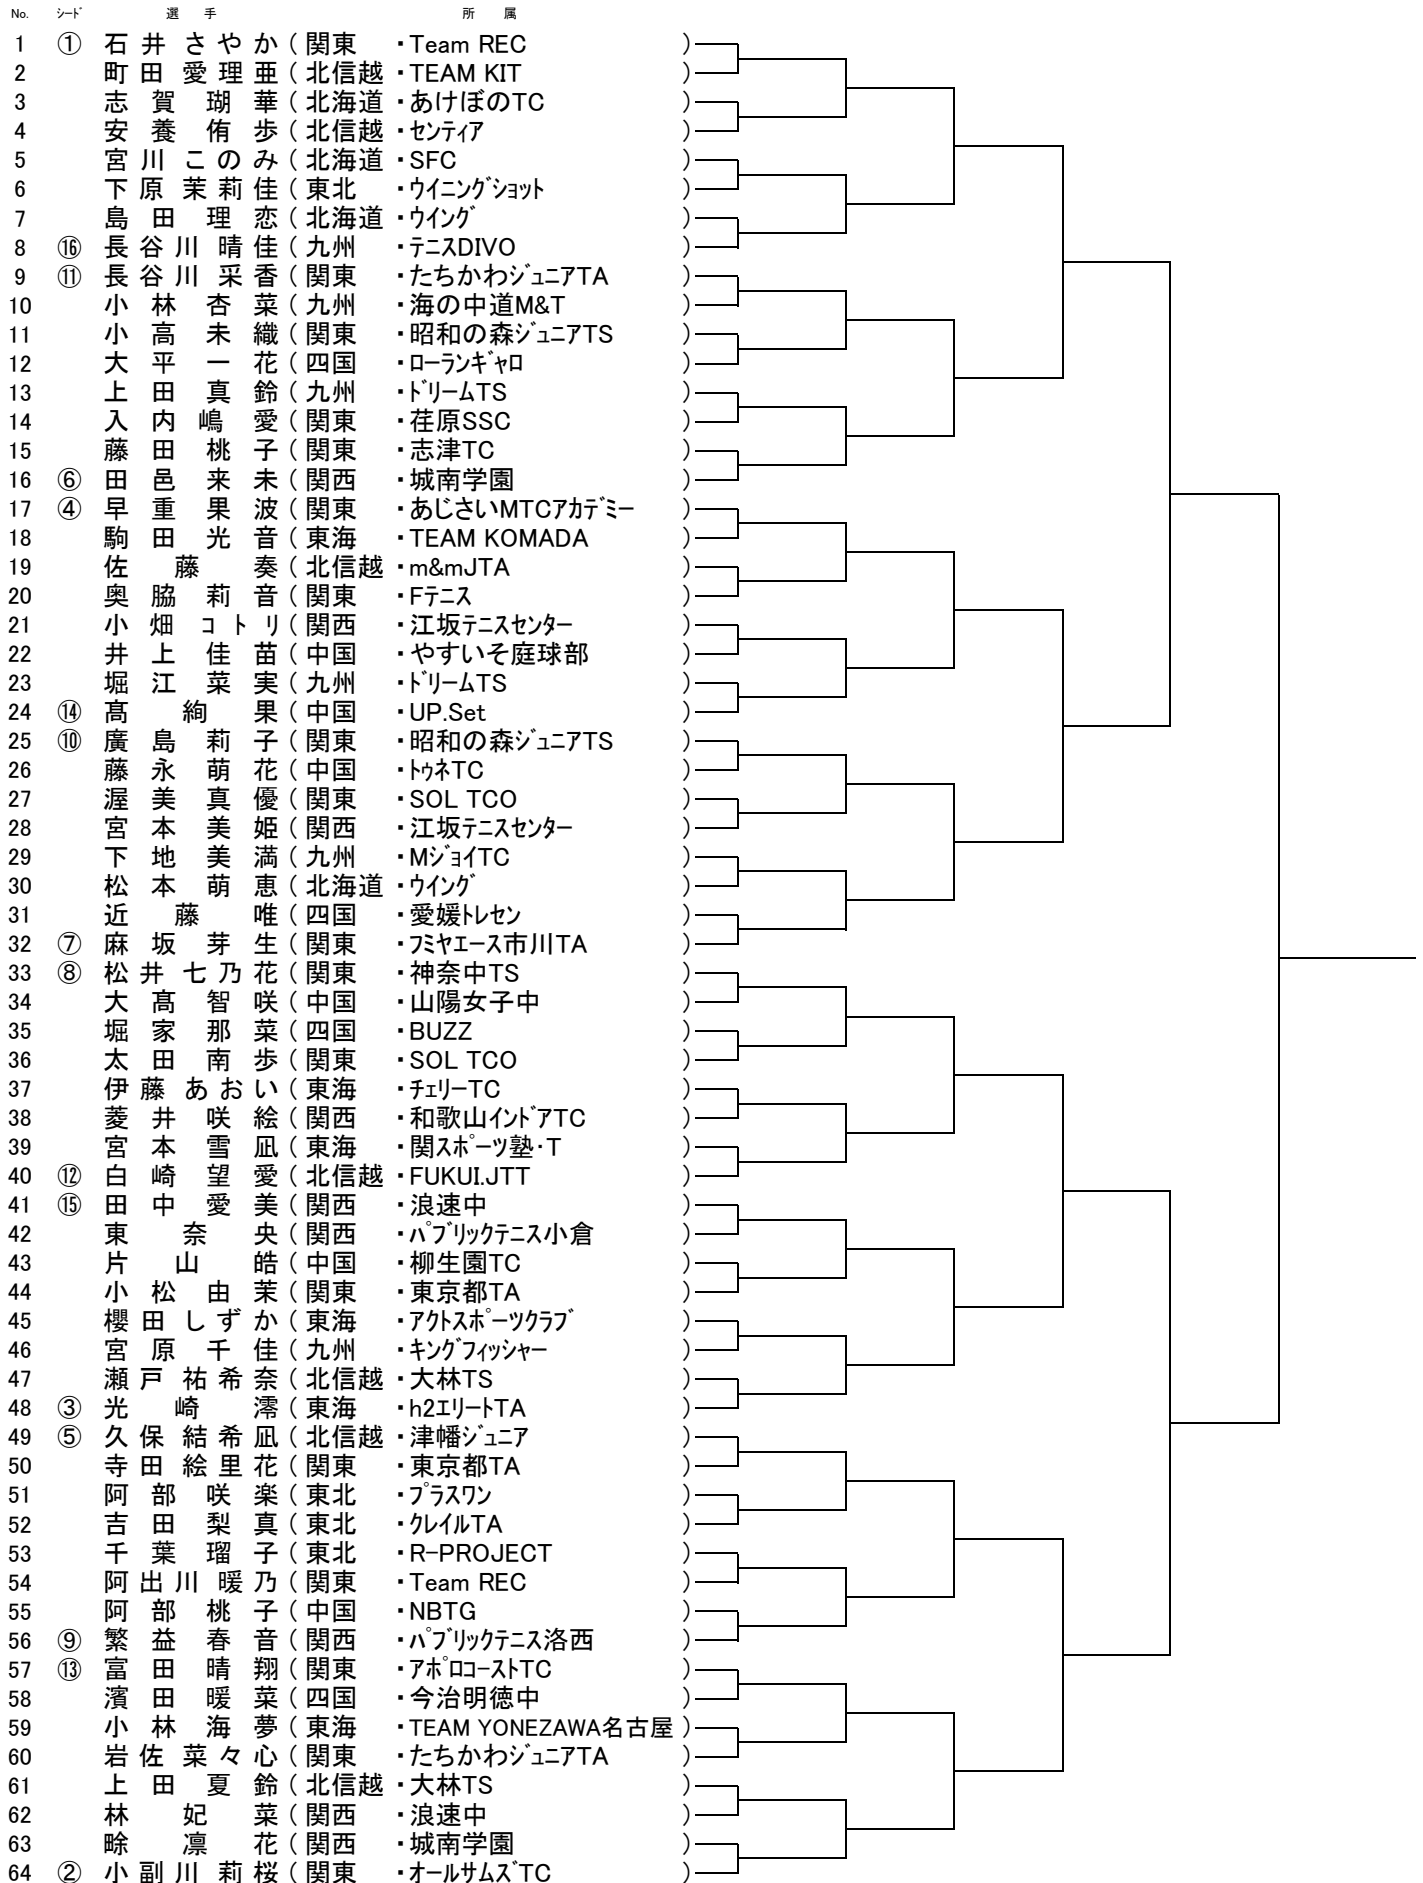 No. シード 選手 所属
1 ① 石井さやか（関東・Team REC）
2 町田愛理亜（北信越・TEAM KIT）
3 志賀瑚華（北海道・あけぼのTC）
4 安養侑歩（北信越・センティア）
5 宮川このみ（北海道・SFC）
6 下原茉莉佳（東北・ウイニングショット）
7 島田理恋（北海道・ウイング）
8 ⑯ 長谷川晴佳（九州・テニスDIVO）
9 ⑪ 長谷川采香（関東・たちかわジュニアTA）
10 小林杏菜（九州・海の中道M&T）
11 小高未織（関東・昭和の森ジュニアTS）
12 大平一花（四国・ローランギャロ）
13 上田真鈴（九州・ドリームTS）
14 入内嶋愛（関東・荏原SSC）
15 藤田桃子（関東・志津TC）
16 ⑥ 田邑来未（関西・城南学園）
17 ④ 早重果波（関東・あじさいMTCアカデミー）
18 駒田光音（東海・TEAM KOMADA）
19 佐藤奏（北信越・m&mJTA）
20 奥脇莉音（関東・Fテニス）
21 小畑コトリ（関西・江坂テニスセンター）
22 井上佳苗（中国・やすいそ庭球部）
23 堀江菜実（九州・ドリームTS）
24 ⑭ 髙絢果（中国・UP.Set）
25 ⑩ 廣島莉子（関東・昭和の森ジュニアTS）
26 藤永萌花（中国・トゥネTC）
27 渥美真優（関東・SOL TCO）
28 宮本美姫（関西・江坂テニスセンター）
29 下地美満（九州・MジョイTC）
30 松本萌恵（北海道・ウイング）
31 近藤唯（四国・愛媛トレセン）
32 ⑦ 麻坂芽生（関東・フミヤエース市川TA）
33 ⑧ 松井七乃花（関東・神奈中TS）
34 大髙智咲（中国・山陽女子中）
35 堀家那菜（四国・BUZZ）
36 太田南歩（関東・SOL TCO）
37 伊藤あおい（東海・チェリーTC）
38 菱井咲絵（関西・和歌山インドアTC）
39 宮本雪凪（東海・関スポーツ塾・T）
40 ⑫ 白崎望愛（北信越・FUKUI.JTT）
41 ⑮ 田中愛美（関西・浪速中）
42 東奈央（関西・パブリックテニス小倉）
43 片山皓（中国・柳生園TC）
44 小松由茉（関東・東京都TA）
45 櫻田しずか（東海・アクトスポーツクラブ）
46 宮原千佳（九州・キングフィッシャー）
47 瀬戸祐希奈（北信越・大林TS）
48 ③ 光崎澪（東海・h2エリートTA）
49 ⑤ 久保結希凪（北信越・津幡ジュニア）
50 寺田絵里花（関東・東京都TA）
51 阿部咲楽（東北・プラスワン）
52 吉田梨真（東北・クレイルTA）
53 千葉瑠子（東北・R-PROJECT）
54 阿出川暖乃（関東・Team REC）
55 阿部桃子（中国・NBTG）
56 ⑨ 繁益春音（関西・パブリックテニス洛西）
57 ⑬ 富田晴翔（関東・アポロコーストTC）
58 濱田暖菜（四国・今治明徳中）
59 小林海夢（東海・TEAM YONEZAWA名古屋）
60 岩佐菜々心（関東・たちかわジュニアTA）
61 上田夏鈴（北信越・大林TS）
62 林妃菜（関西・浪速中）
63 畭凛花（関西・城南学園）
64 ② 小副川莉桜（関東・オールサムズTC）